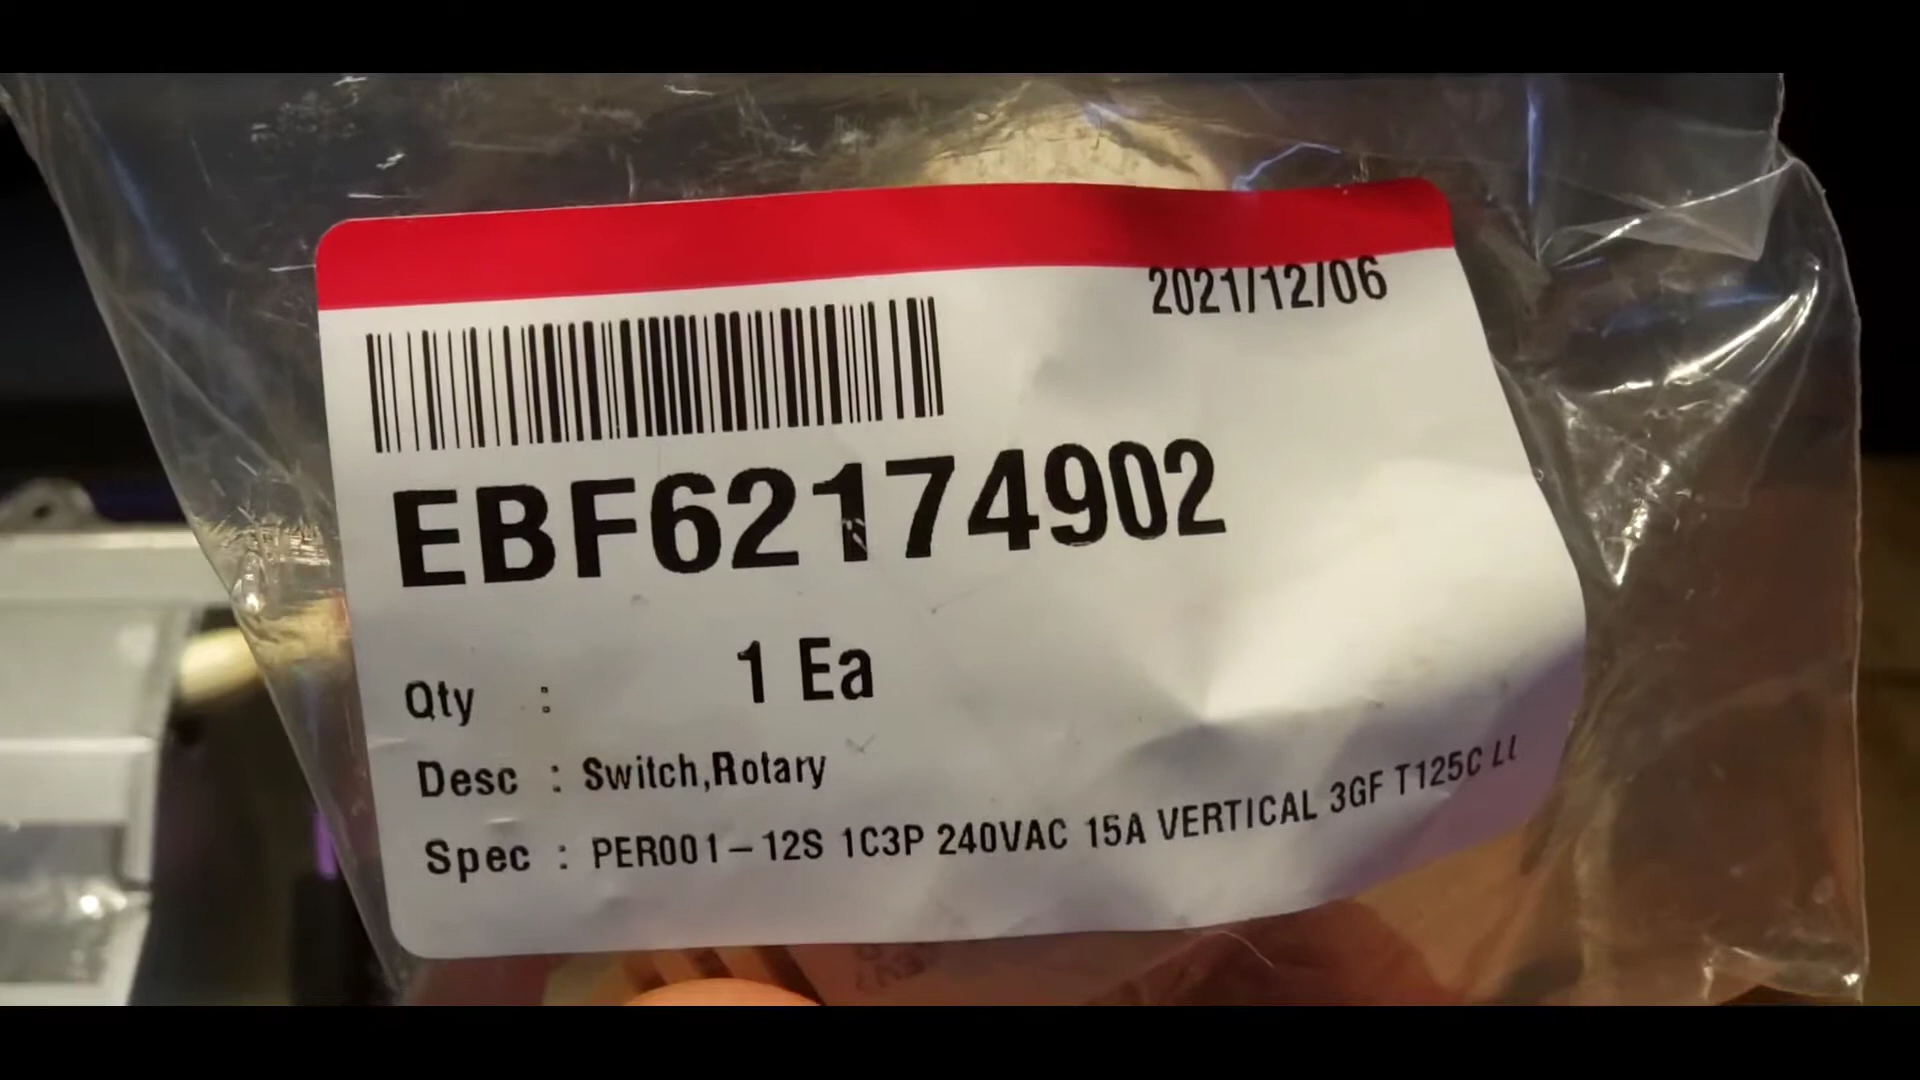 2021/12/06
EBF62174902
Qty : 1 Ea
Desc : Switch,Rotary
Spec : PER001-12S 1C3P 240VAC 15A VERTICAL 3GF T125C